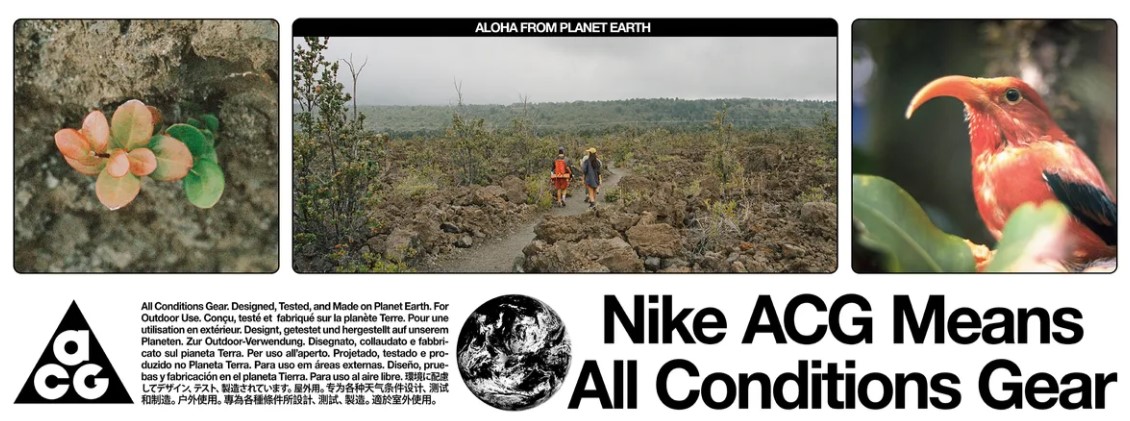 ALOHA FROM PLANET EARTH
aCG
All Conditions Gear. Designed, Tested, and Made on Planet Earth. For
Outdoor Use. Conçu, testé et fabriqué sur la planète Terre. Pour une
utilisation en extérieur. Designt, getestet und hergestellt auf unserem
Planeten. Zur Outdoor-Verwendung. Disegnato, collaudato e fabbri-
cato sul pianeta Terra. Per uso all'aperto. Projetado, testado e pro-
duzido no Planeta Terra. Para uso em áreas externas. Diseño, prue-
bas y fabricación en el planeta Tierra. Para uso al aire libre. 環境に配慮
してデザイン、テスト、製造されています。屋外用。专为各种天气条件设计、测试
和制造。户外使用。專為各種條件所設計、測試、製造。適於室外使用。
Nike ACG Means
All Conditions Gear